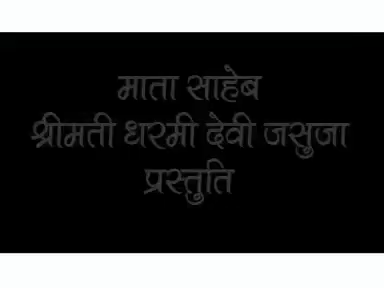 माता साहेब
श्रीमती धरमी देवी जसुजा
प्रस्तुति